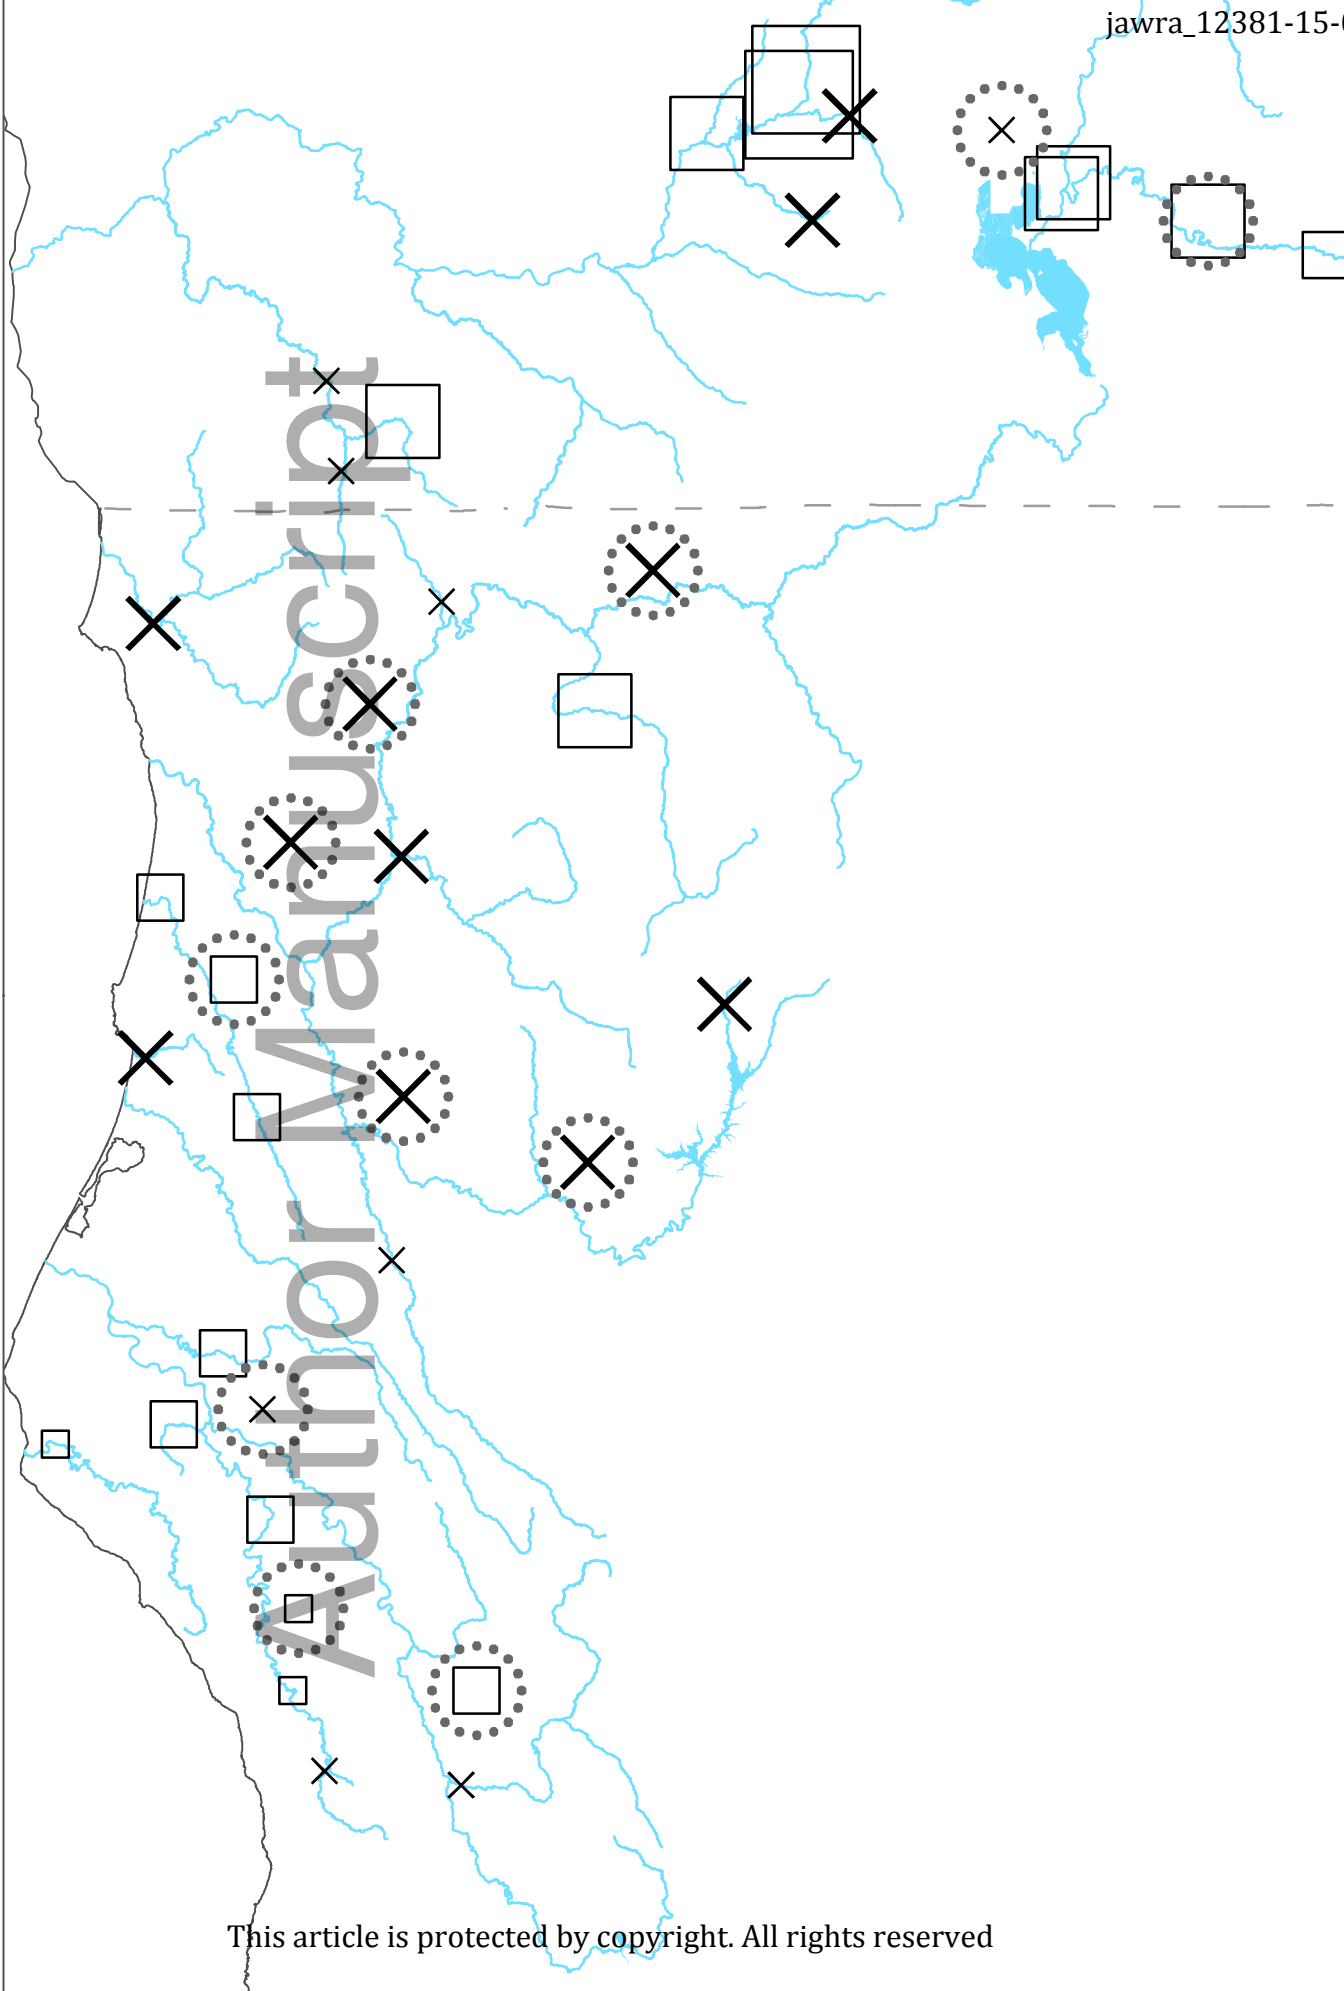 jawra_12381-15-
Author Manuscript
This article is protected by copyright. All rights reserved